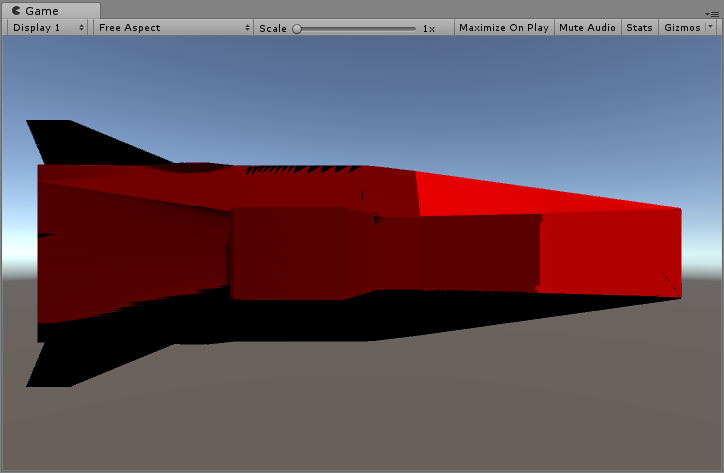 Game
Display 1 Free Aspect Scale 1x Maximize On Play Mute Audio Stats Gizmos